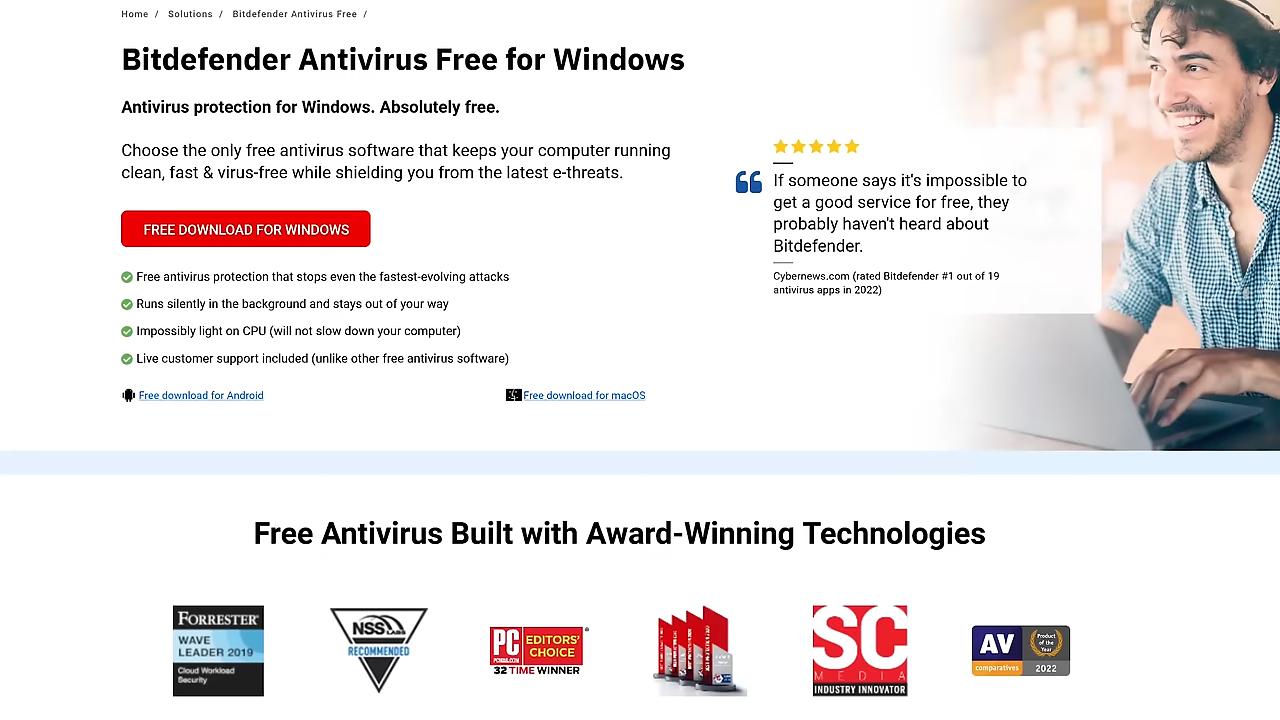 Home / Solutions / Bitdefender Antivirus Free /
Bitdefender Antivirus Free for Windows
Antivirus protection for Windows. Absolutely free.
Choose the only free antivirus software that keeps your computer running
clean, fast & virus-free while shielding you from the latest e-threats.
FREE DOWNLOAD FOR WINDOWS
Free antivirus protection that stops even the fastest-evolving attacks
Runs silently in the background and stays out of your way
Impossibly light on CPU (will not slow down your computer)
Live customer support included (unlike other free antivirus software)
Free download for Android
Free download for macOS
If someone says it's impossible to
get a good service for free, they
probably haven't heard about
Bitdefender.
Cybernews.com (rated Bitdefender #1 out of 19
antivirus apps in 2022)
Free Antivirus Built with Award-Winning Technologies
FORRESTER
WAVE
LEADER 2019
Cloud Workload
Security
NSS LABS
RECOMMENDED
PC
PCMAG.COM
EDITORS'
CHOICE
32 TIME WINNER
SC
MEDIA
INDUSTRY INNOVATOR
AV
comparatives
Product
of the
Year
2022